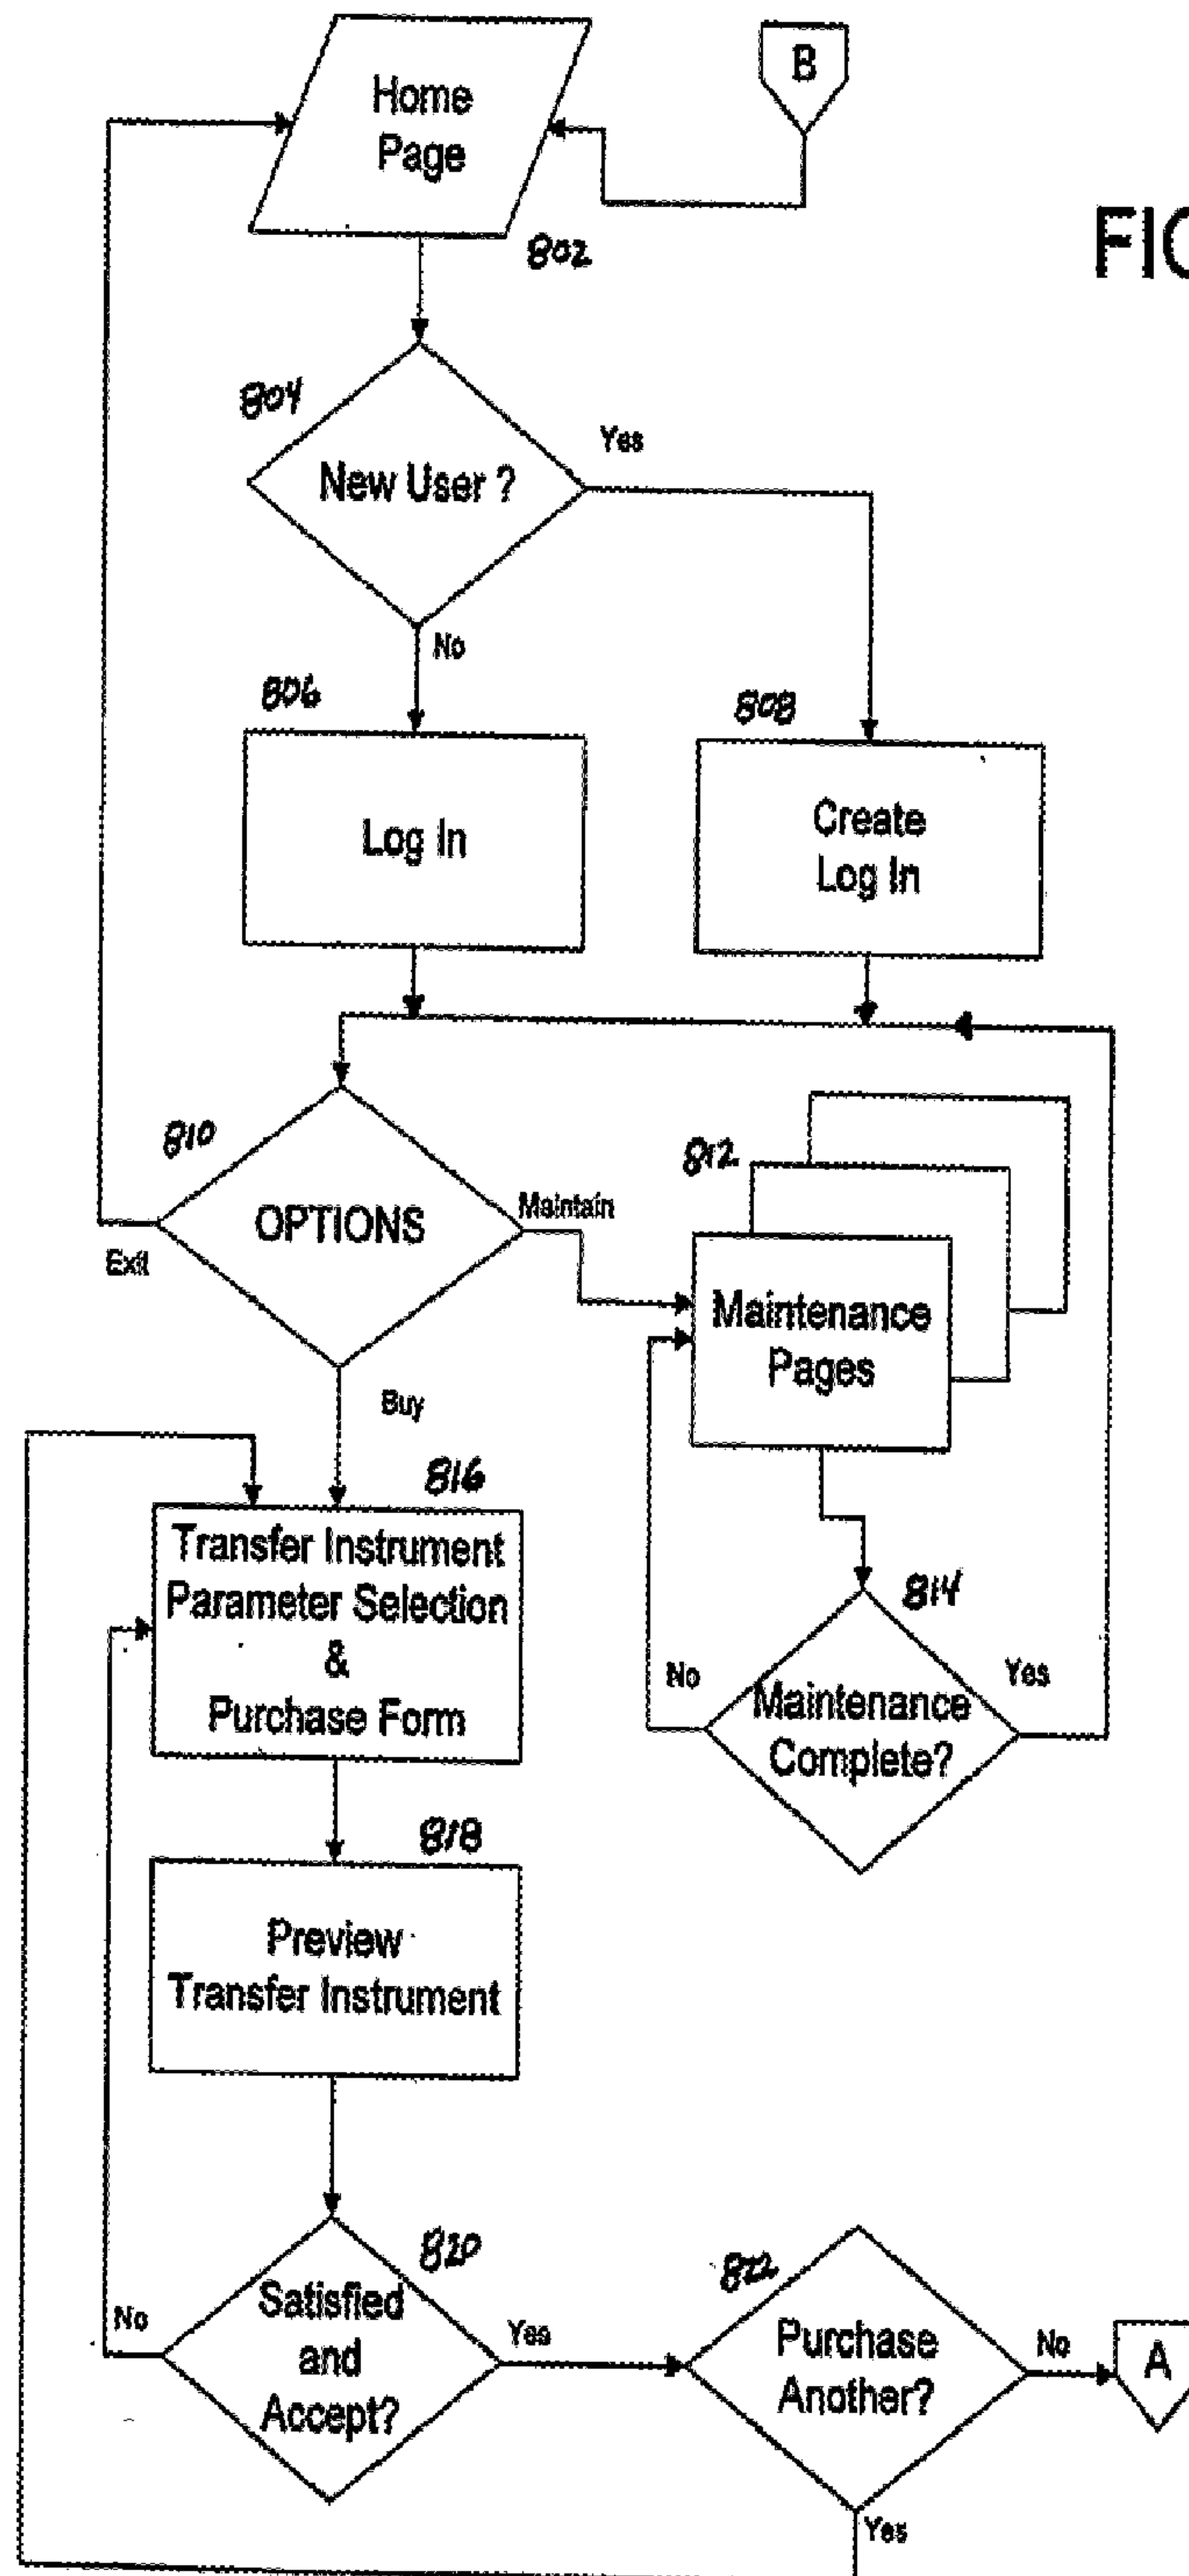 Home
Page
B
802
FIG
804
New User ?
Yes
No
806
Log In
808
Create
Log In
810
OPTIONS
Exit
Maintain
Buy
812
Maintenance
Pages
814
Maintenance
Complete?
No
Yes
816
Transfer Instrument
Parameter Selection
&
Purchase Form
818
Preview
Transfer Instrument
820
Satisfied
and
Accept?
No
Yes
822
Purchase
Another?
No
A
Yes